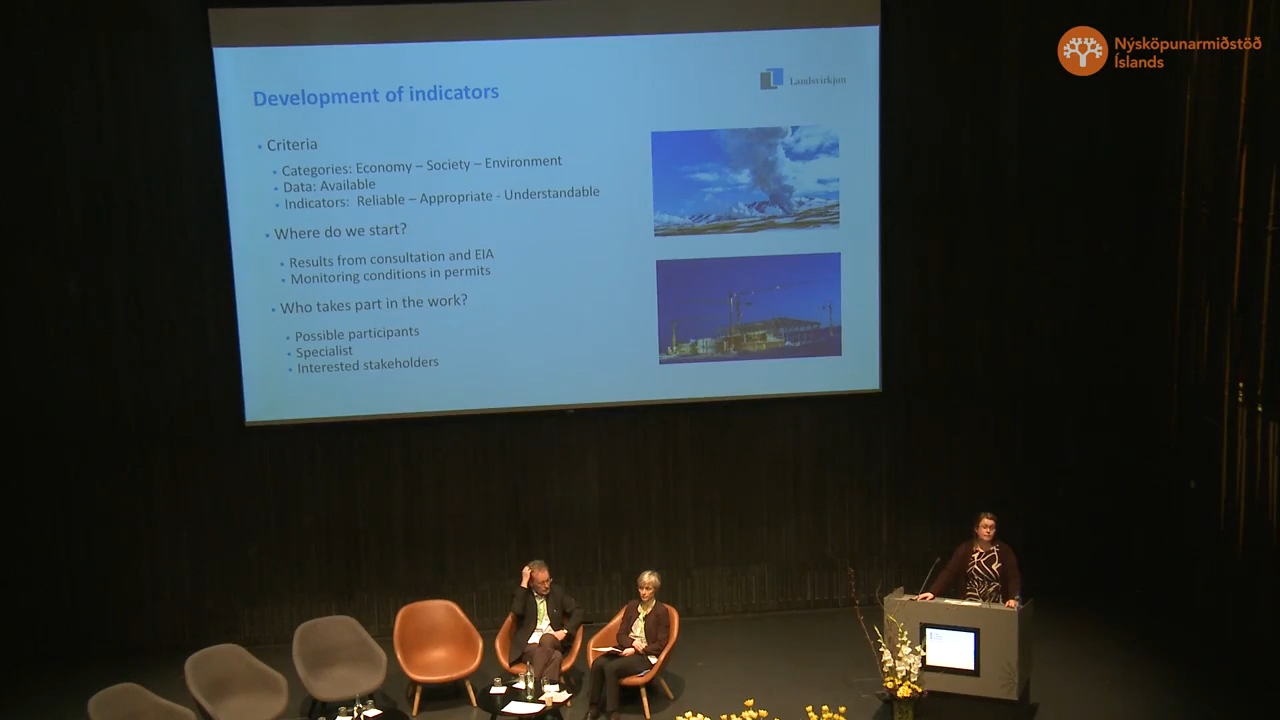 Nýsköpunarmiðstöð
Íslands
Landsvirkjun
Development of indicators
• Criteria
• Categories: Economy – Society – Environment
• Data: Available
• Indicators: Reliable – Appropriate - Understandable
• Where do we start?
• Results from consultation and EIA
• Monitoring conditions in permits
• Who takes part in the work?
• Possible participants
• Specialist
• Interested stakeholders